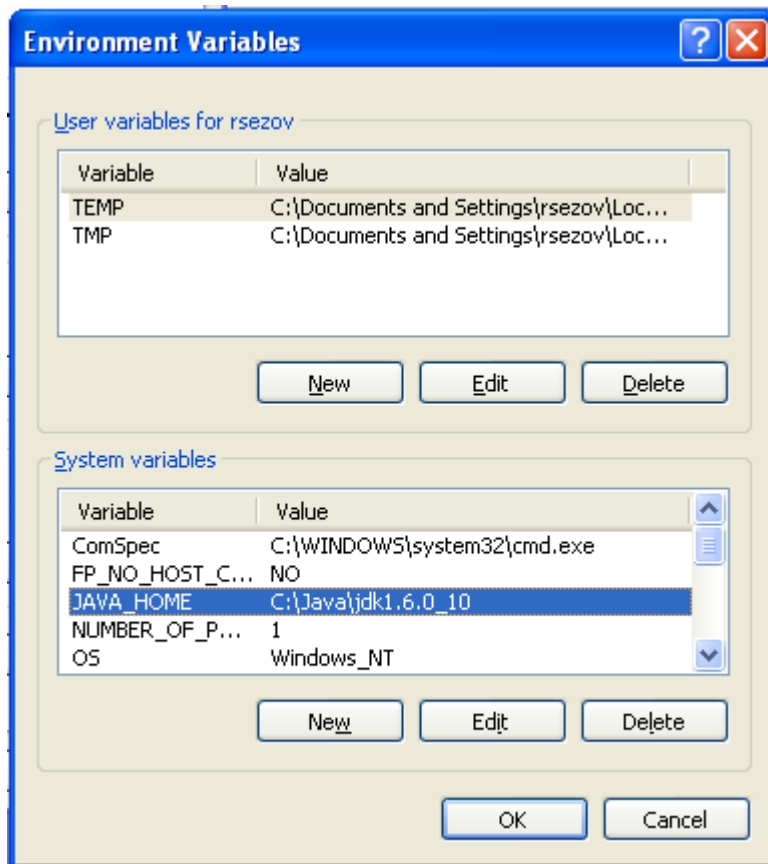 Environment Variables
User variables for rsezov
Variable Value
TEMP C:\Documents and Settings\rsezov\Loc...
TMP C:\Documents and Settings\rsezov\Loc...
New Edit Delete
System variables
Variable Value
ComSpec C:\WINDOWS\system32\cmd.exe
FP_NO_HOST_C... NO
JAVA_HOME C:\Java\jdk1.6.0_10
NUMBER_OF_P... 1
OS Windows_NT
New Edit Delete
OK Cancel